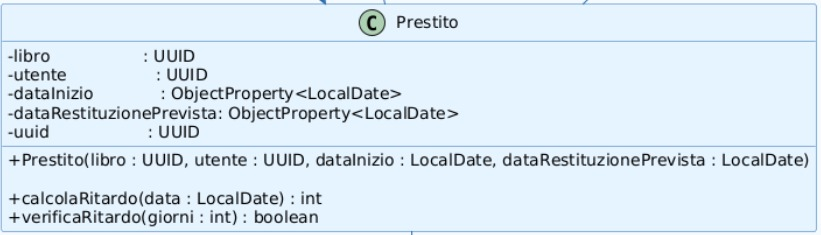 C Prestito
-libro : UUID
-utente : UUID
-dataInizio : ObjectProperty<LocalDate>
-dataRestituzionePrevista: ObjectProperty<LocalDate>
-uuid : UUID
+Prestito(libro : UUID, utente : UUID, dataInizio : LocalDate, dataRestituzionePrevista : LocalDate)
+calcolaRitardo(data : LocalDate) : int
+verificaRitardo(giorni : int) : boolean